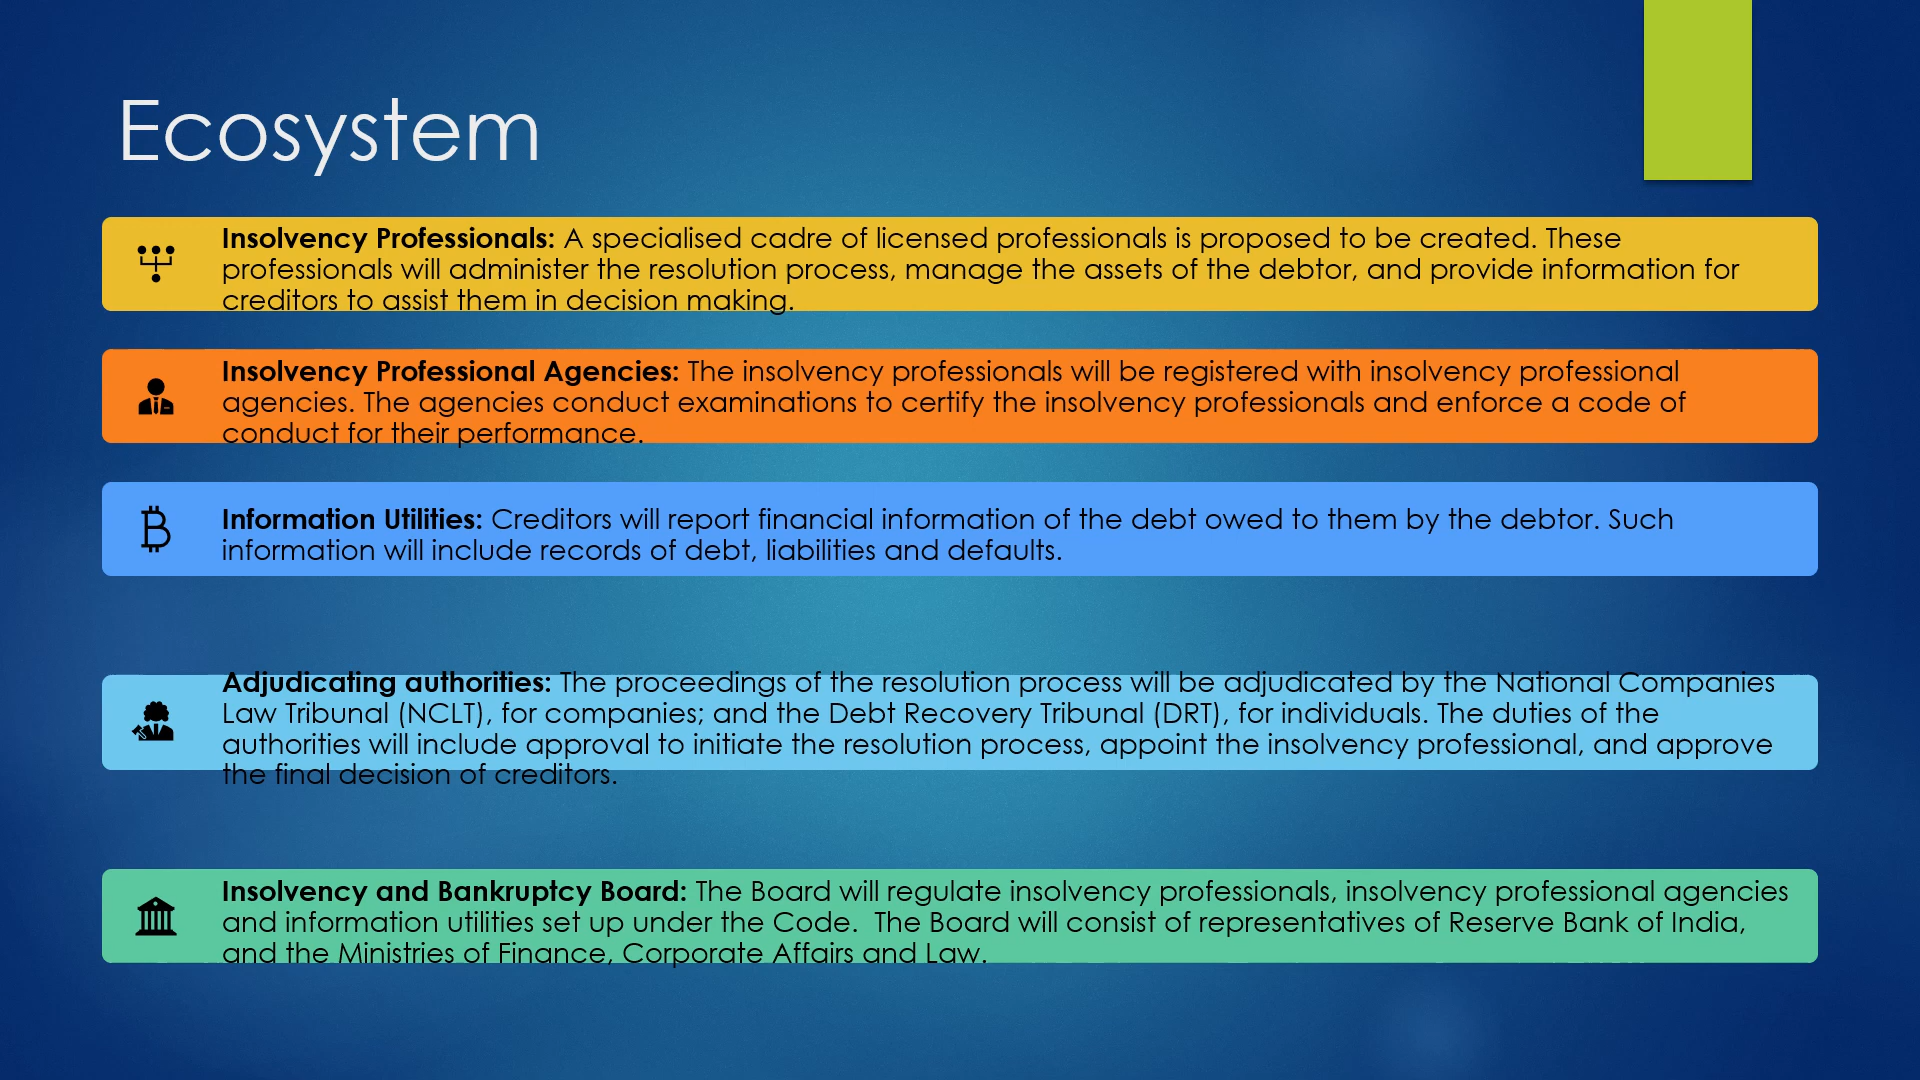 Ecosystem
Insolvency Professionals: A specialised cadre of licensed professionals is proposed to be created. These
professionals will administer the resolution process, manage the assets of the debtor, and provide information for
creditors to assist them in decision making.
Insolvency Professional Agencies: The insolvency professionals will be registered with insolvency professional
agencies. The agencies conduct examinations to certify the insolvency professionals and enforce a code of
conduct for their performance.
Information Utilities: Creditors will report financial information of the debt owed to them by the debtor. Such
information will include records of debt, liabilities and defaults.
Adjudicating authorities: The proceedings of the resolution process will be adjudicated by the National Companies
Law Tribunal (NCLT), for companies; and the Debt Recovery Tribunal (DRT), for individuals. The duties of the
authorities will include approval to initiate the resolution process, appoint the insolvency professional, and approve
the final decision of creditors.
Insolvency and Bankruptcy Board: The Board will regulate insolvency professionals, insolvency professional agencies
and information utilities set up under the Code.  The Board will consist of representatives of Reserve Bank of India,
and the Ministries of Finance, Corporate Affairs and Law.